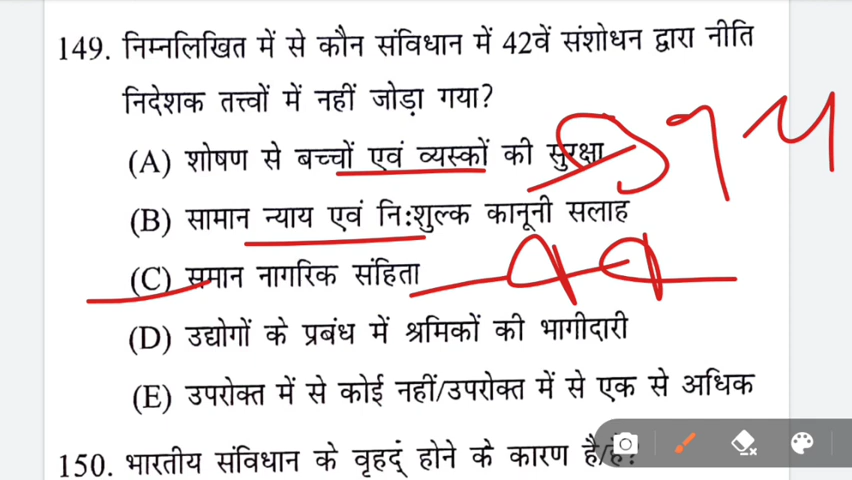 149. निम्नलिखित में से कौन संविधान में 42वें संशोधन द्वारा नीति
निदेशक तत्त्वों में नहीं जोड़ा गया?
(A) शोषण से बच्चों एवं व्यस्कों की सुरक्षा
(B) सामान न्याय एवं निःशुल्क कानूनी सलाह
(C) समान नागरिक संहिता
(D) उद्योगों के प्रबंध में श्रमिकों की भागीदारी
(E) उपरोक्त में से कोई नहीं/उपरोक्त में से एक से अधिक
150. भारतीय संविधान के वृहद् होने के कारण है/हैं?